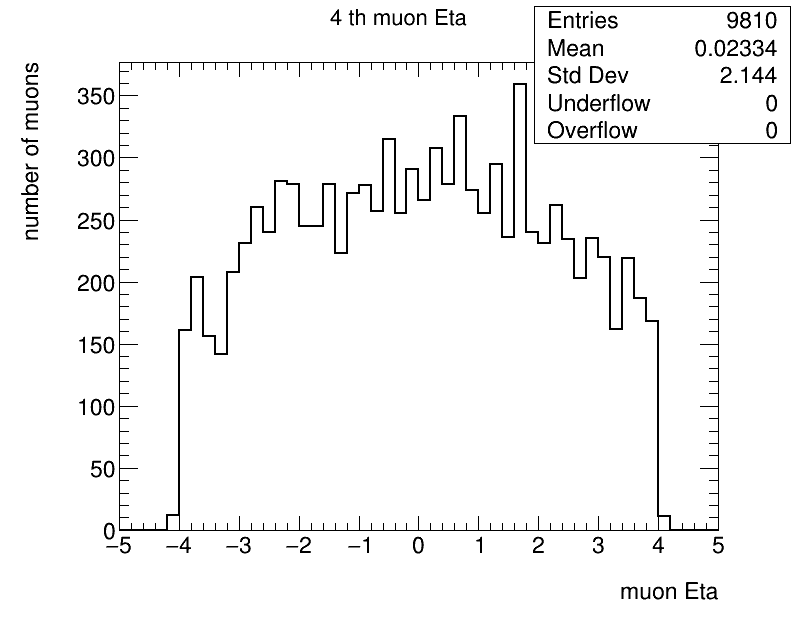 4 th muon Eta
Entries 9810
Mean 0.02334
Std Dev 2.144
Underflow 0
Overflow 0
number of muons
350
300
250
200
150
100
50
0
−5 −4 −3 −2 −1 0 1 2 3 4 5
muon Eta